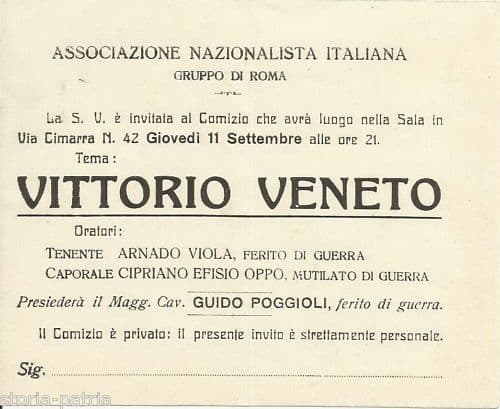 ASSOCIAZIONE NAZIONALISTA ITALIANA
GRUPPO DI ROMA
La S. V. è invitata al Comizio che avrà luogo nella Sala in
Via Cimarra N. 42 Giovedì 11 Settembre alle ore 21.
Tema:
VITTORIO VENETO
Oratori:
TENENTE ARNADO VIOLA, FERITO DI GUERRA
CAPORALE CIPRIANO EFISIO OPPO, MUTILATO DI GUERRA
Presiederà il Magg. Cav. GUIDO POGGIOLI, ferito di guerra.
Il Comizio è privato: il presente invito è strettamente personale.
Sig.
storia-patria